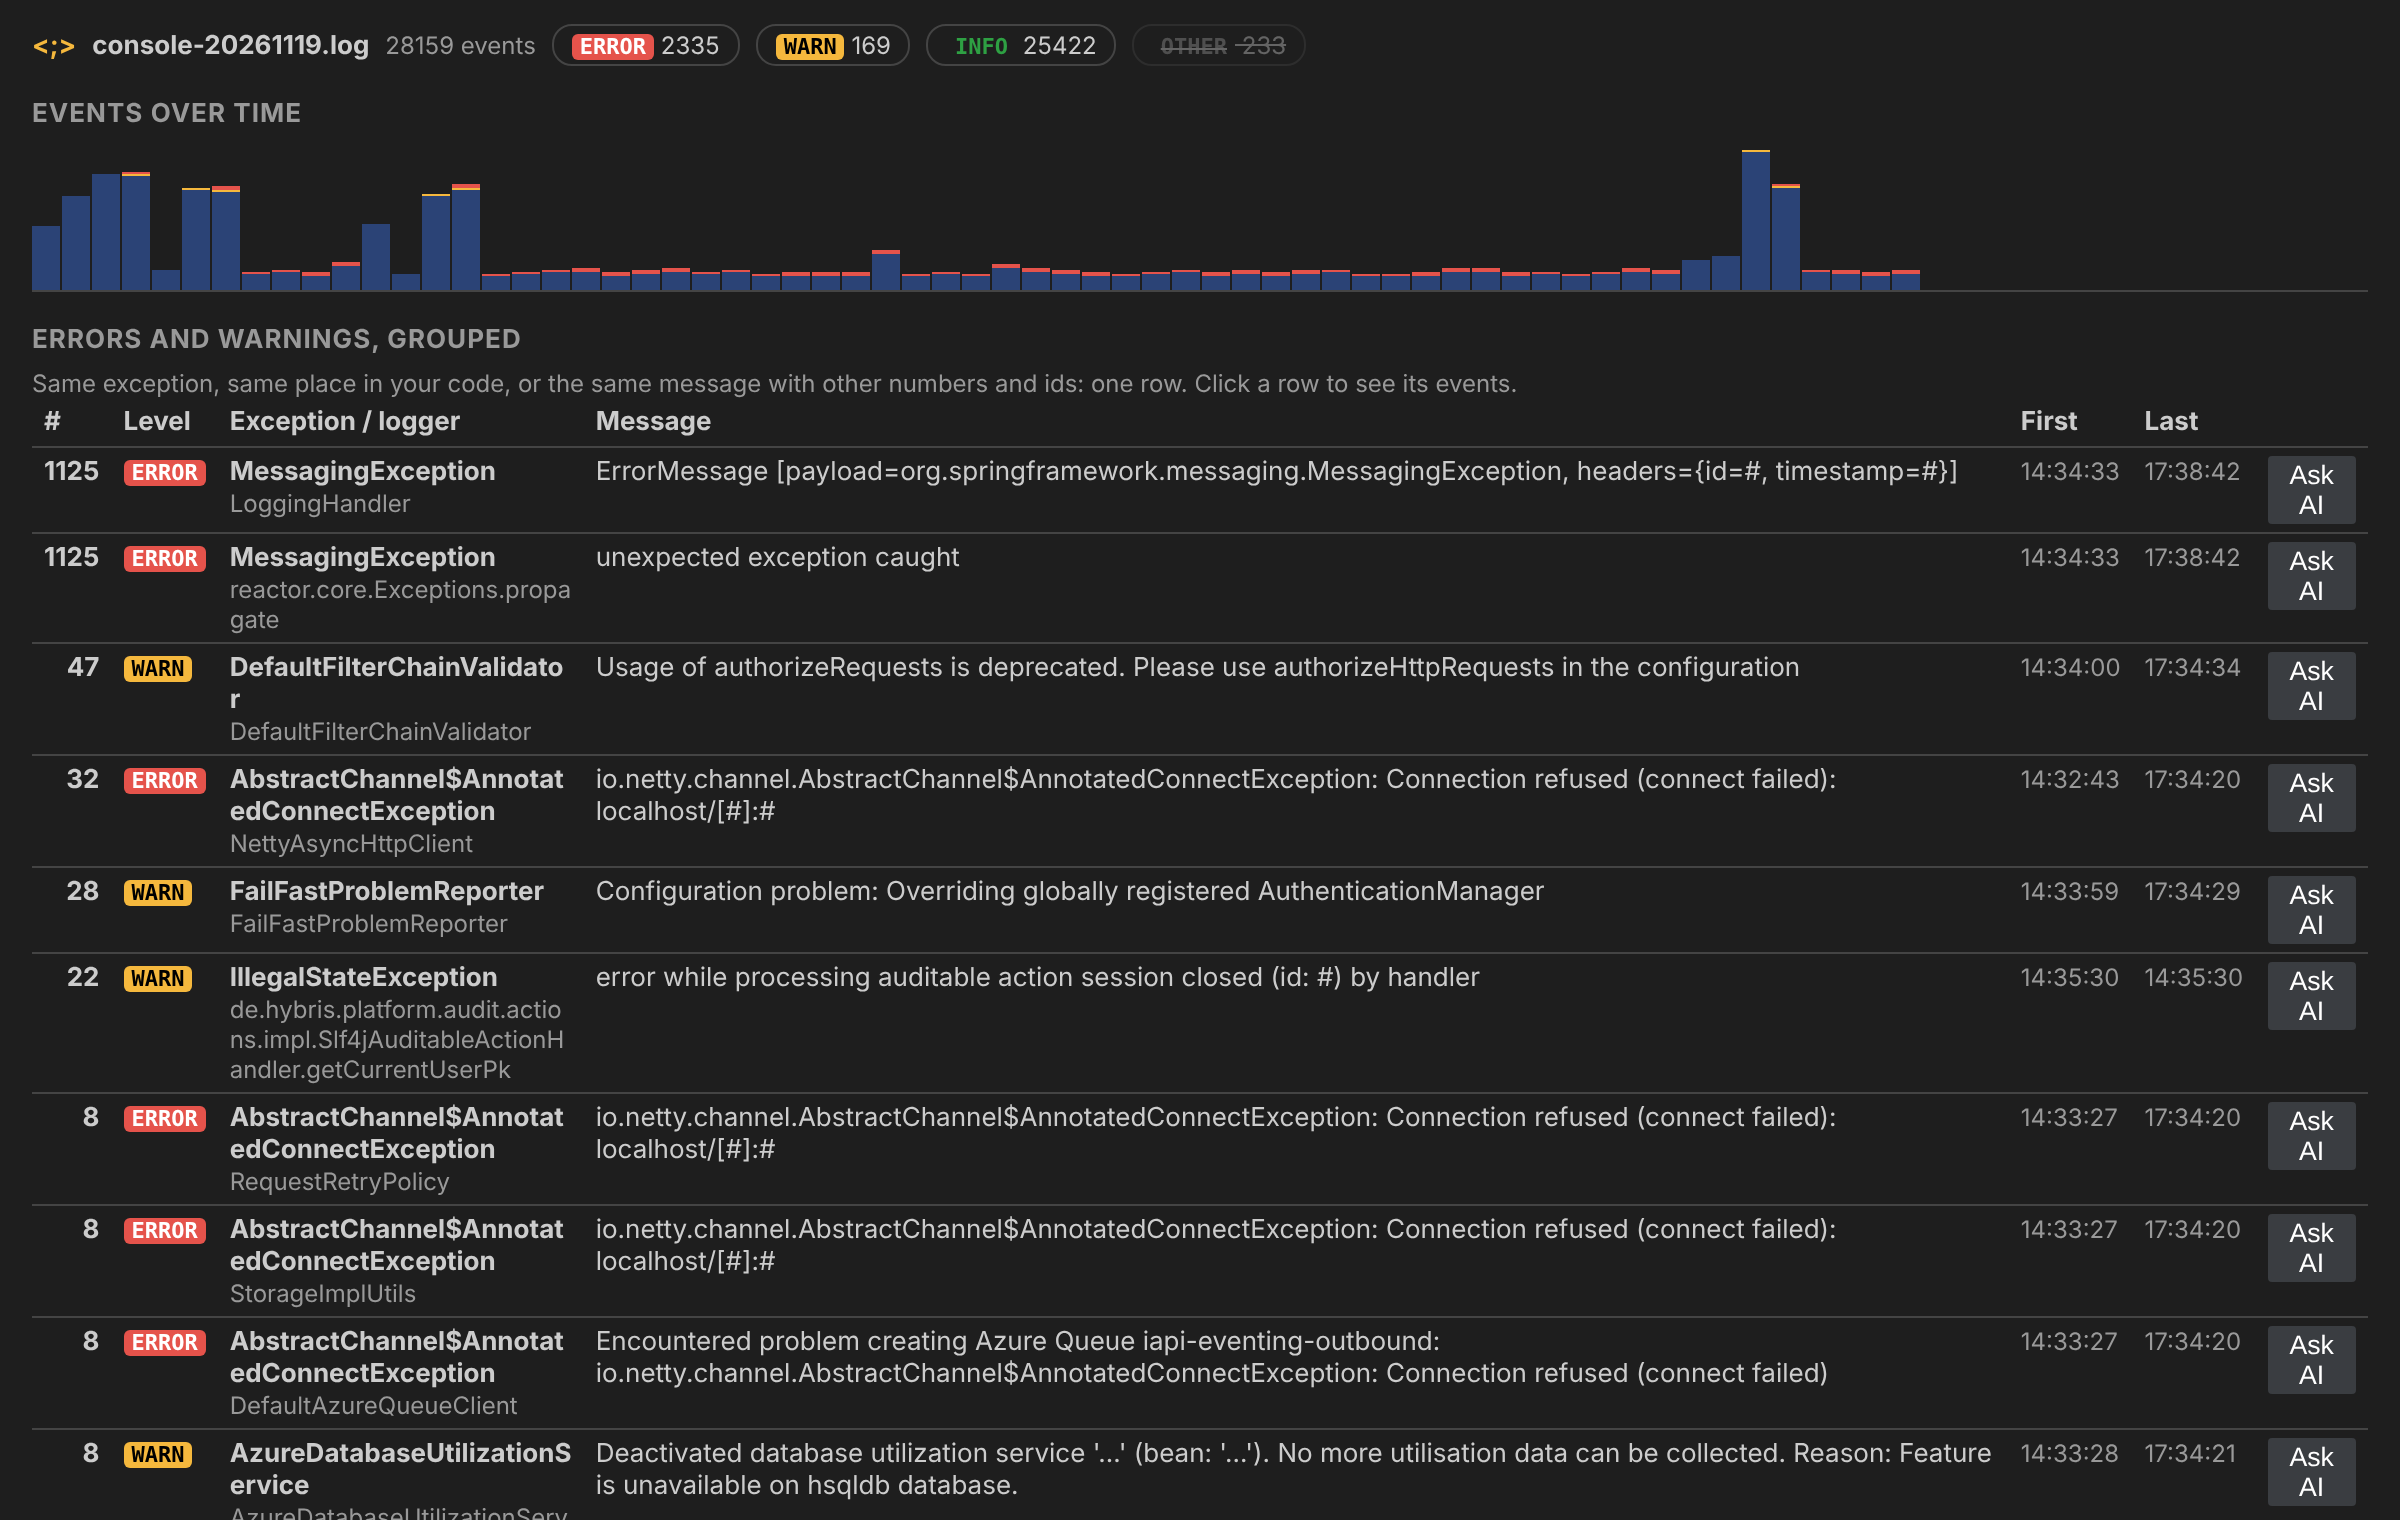 <;> console-20261119.log 28159 events ERROR 2335 WARN 169 INFO 25422 OTHER 233
EVENTS OVER TIME
ERRORS AND WARNINGS, GROUPED
Same exception, same place in your code, or the same message with other numbers and ids: one row. Click a row to see its events.
# Level Exception / logger Message First Last
1125 ERROR MessagingException ErrorMessage [payload=org.springframework.messaging.MessagingException, headers={id=#, timestamp=#}] 14:34:33 17:38:42 Ask
LoggingHandler AI
1125 ERROR MessagingException unexpected exception caught 14:34:33 17:38:42 Ask
reactor.core.Exceptions.propa AI
gate
47 WARN DefaultFilterChainValidato Usage of authorizeRequests is deprecated. Please use authorizeHttpRequests in the configuration 14:34:00 17:34:34 Ask
r AI
DefaultFilterChainValidator
32 ERROR AbstractChannel$Annotat io.netty.channel.AbstractChannel$AnnotatedConnectException: Connection refused (connect failed): 14:32:43 17:34:20 Ask
edConnectException localhost/[#]:# AI
NettyAsyncHttpClient
28 WARN FailFastProblemReporter Configuration problem: Overriding globally registered AuthenticationManager 14:33:59 17:34:29 Ask
FailFastProblemReporter AI
22 WARN IllegalStateException error while processing auditable action session closed (id: #) by handler 14:35:30 14:35:30 Ask
de.hybris.platform.audit.actio AI
ns.impl.Slf4jAuditableActionH
andler.getCurrentUserPk
8 ERROR AbstractChannel$Annotat io.netty.channel.AbstractChannel$AnnotatedConnectException: Connection refused (connect failed): 14:33:27 17:34:20 Ask
edConnectException localhost/[#]:# AI
RequestRetryPolicy
8 ERROR AbstractChannel$Annotat io.netty.channel.AbstractChannel$AnnotatedConnectException: Connection refused (connect failed): 14:33:27 17:34:20 Ask
edConnectException localhost/[#]:# AI
StorageImplUtils
8 ERROR AbstractChannel$Annotat Encountered problem creating Azure Queue iapi-eventing-outbound: 14:33:27 17:34:20 Ask
edConnectException io.netty.channel.AbstractChannel$AnnotatedConnectException: Connection refused (connect failed) AI
DefaultAzureQueueClient
8 WARN AzureDatabaseUtilizationS Deactivated database utilization service '...' (bean: '...'). No more utilisation data can be collected. Reason: Feature 14:33:28 17:34:21 Ask
ervice is unavailable on hsqldb database. AI
AzureDatabaseUtilizationServ